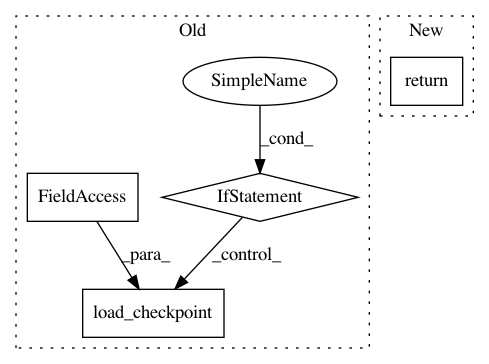 Old
New
SimpleName
return
_cond_
FieldAccess
IfStatement
_para_
_control_
load_checkpoint